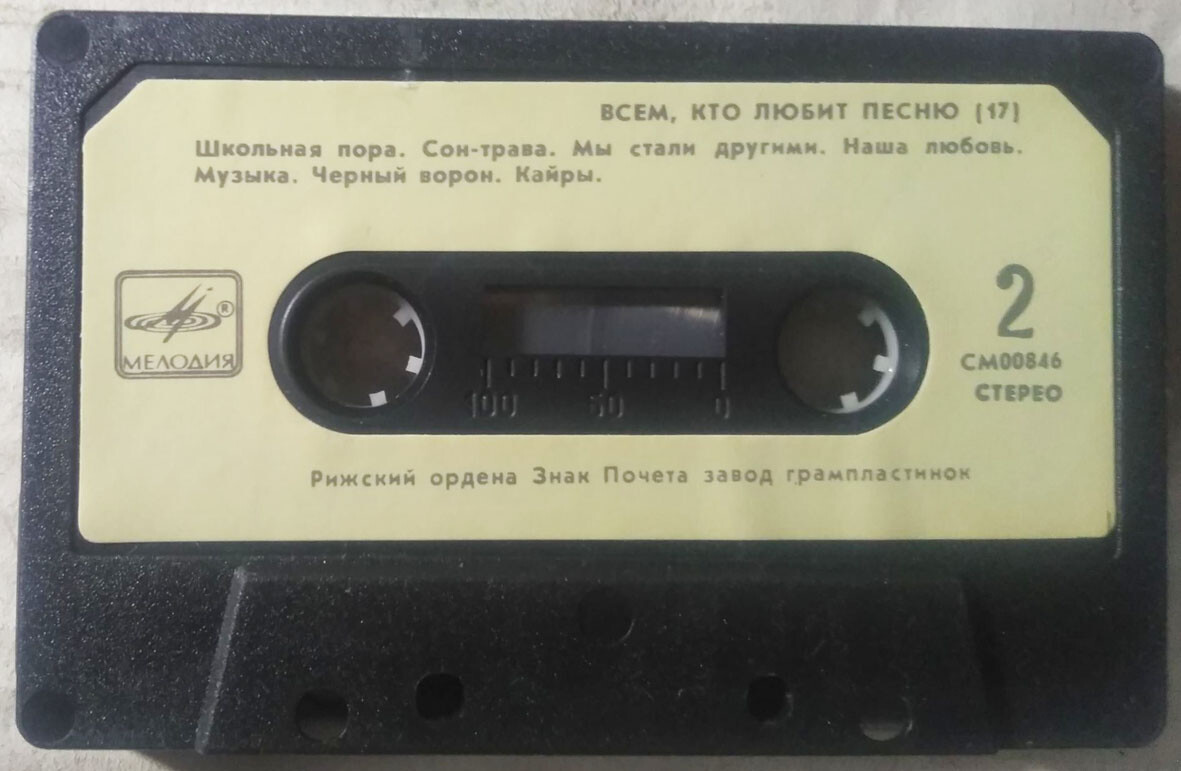 ВСЕМ, КТО ЛЮБИТ ПЕСНЮ (17)
Школьная пора. Сон-трава. Мы стали другими. Наша любовь.
Музыка. Черный ворон. Кайры.
®
МЕЛОДИЯ
2
СМ00846
СТЕРЕО
100 50 0
Рижский ордена Знак Почета завод грампластинок